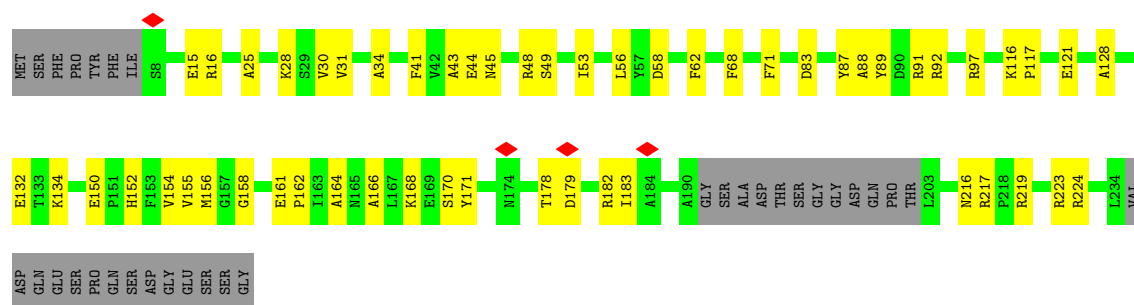 MET SER PHE PRO TYR PHE ILE S8 E15 R16 A25 K28 S29 V30 V31 A34 F41 V42 A43 E44 N45 R48 S49 I53 L56 Y57 D58 F62 F68 F71 D83 Y87 A88 Y89 D90 R91 R92 R97 K116 P117 E121 A128
E132 T133 K134 E150 P151 H152 F153 V154 V155 M156 G157 G158 E161 P162 I163 A164 N165 A166 L167 K168 E169 S170 Y171 N174 T178 D179 R182 I183 A184 A190 GLY SER ALA ASP THR SER GLY GLY ASP GLN PRO THR L203 N216 R217 P218 R219 R223 R224 L234
ASP GLN GLU SER PRO GLN SER ASP GLY GLU SER SER GLY